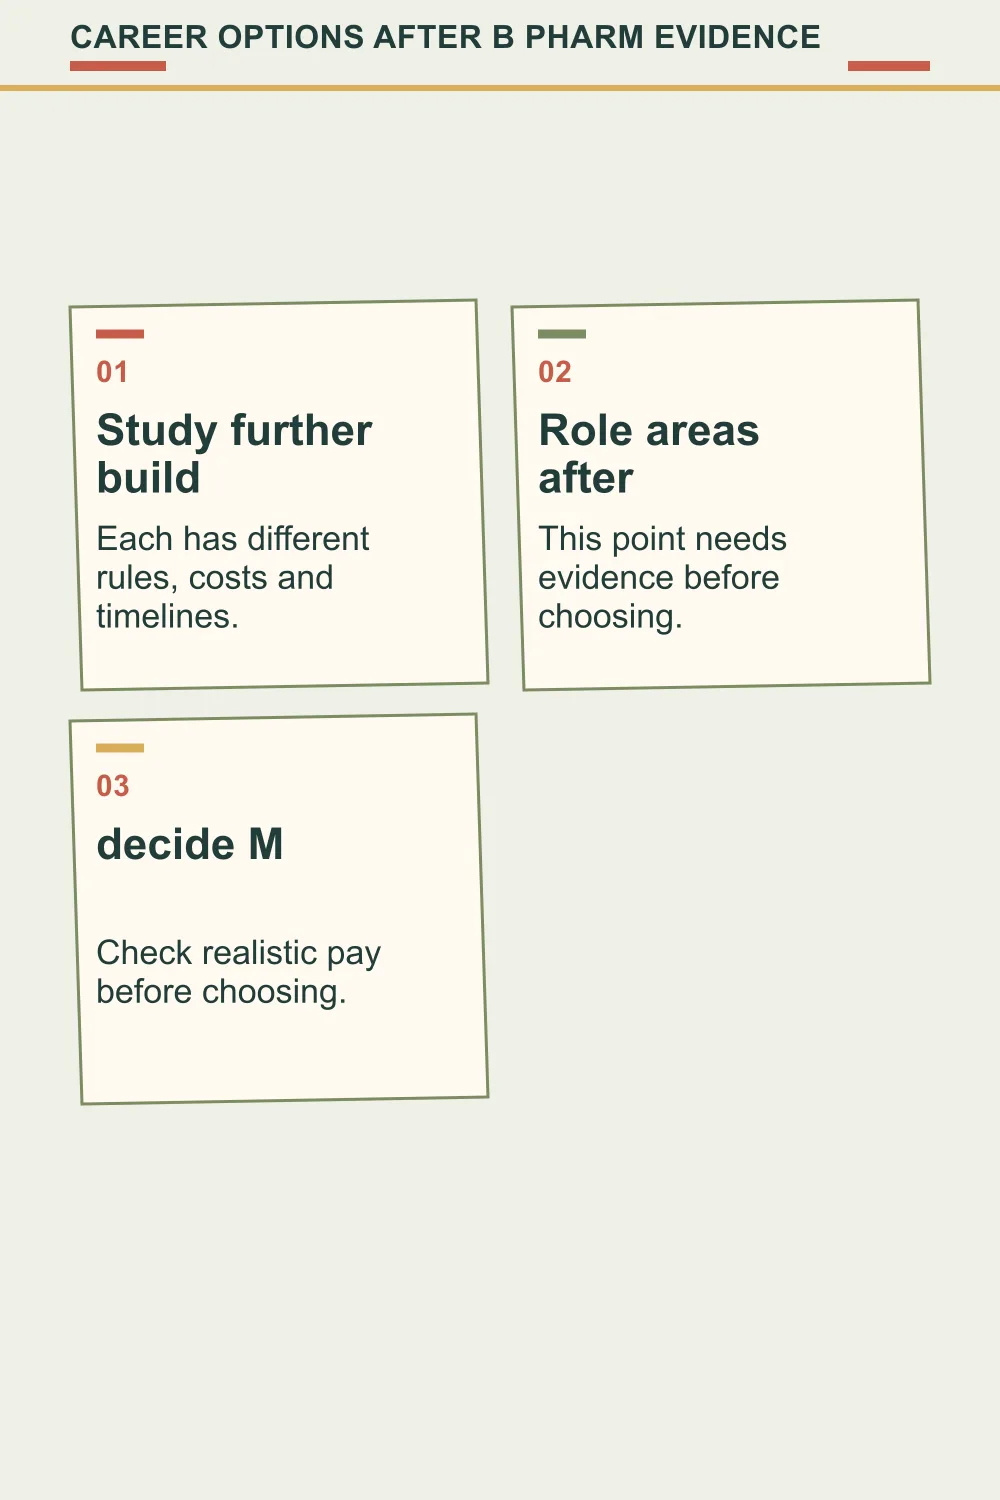 CAREER OPTIONS AFTER B PHARM EVIDENCE
01
Study further
build
Each has different
rules, costs and
timelines.
02
Role areas
after
This point needs
evidence before
choosing.
03
decide M
Check realistic pay
before choosing.